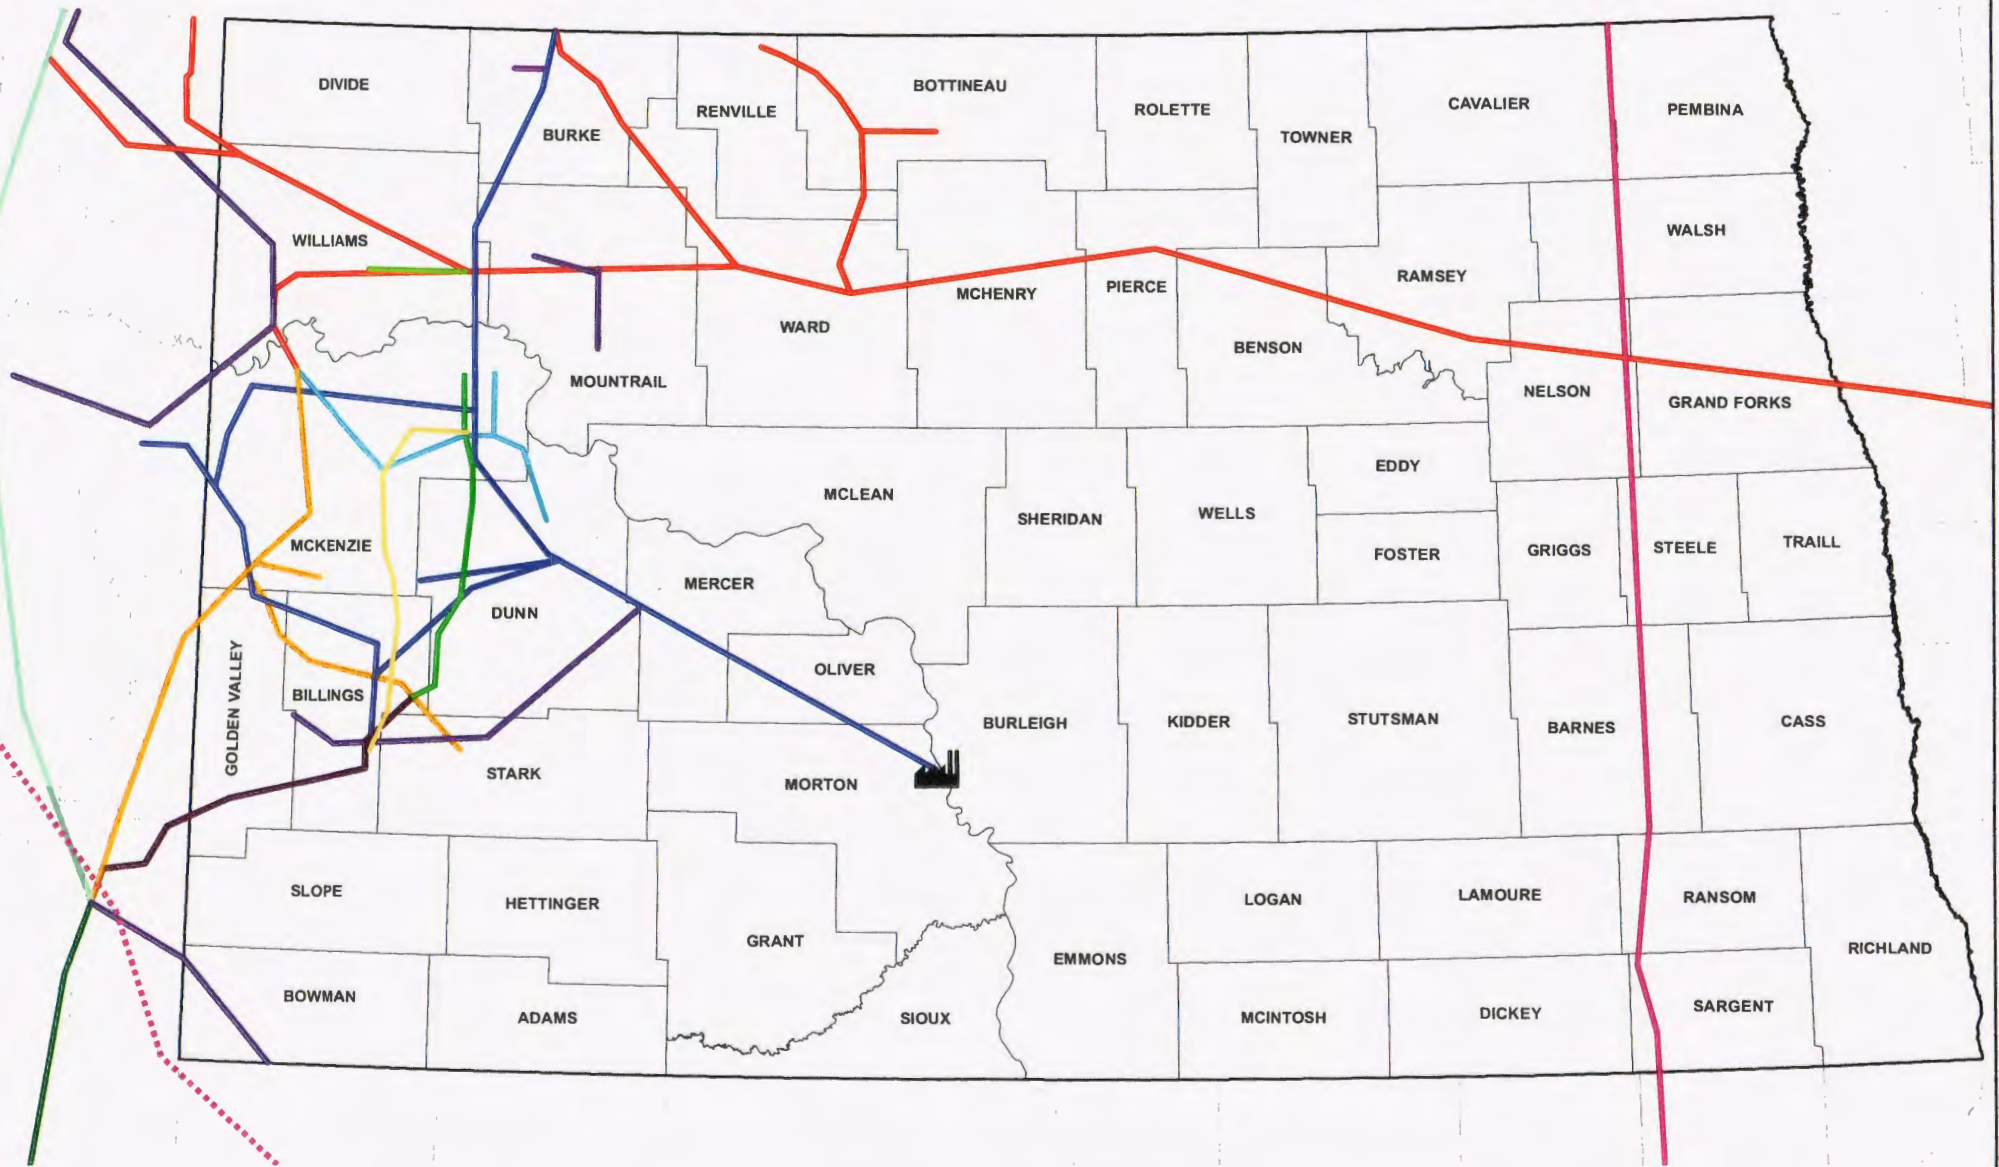 DIVIDE
BURKE
RENVILLE
BOTTINEAU
ROLETTE
TOWNER
CAVALIER
PEMBINA
WILLIAMS
MOUNTRAIL
WARD
MCHENRY
PIERCE
BENSON
RAMSEY
WALSH
NELSON
GRAND FORKS
MCKENZIE
DUNN
MERCER
MCLEAN
SHERIDAN
WELLS
EDDY
FOSTER
GRIGGS
STEELE
TRAILL
GOLDEN VALLEY
BILLINGS
OLIVER
BURLEIGH
KIDDER
STUTSMAN
BARNES
CASS
STARK
MORTON
SLOPE
HETTINGER
GRANT
EMMONS
LOGAN
LAMOURE
RANSOM
RICHLAND
BOWMAN
ADAMS
SIOUX
MCINTOSH
DICKEY
SARGENT